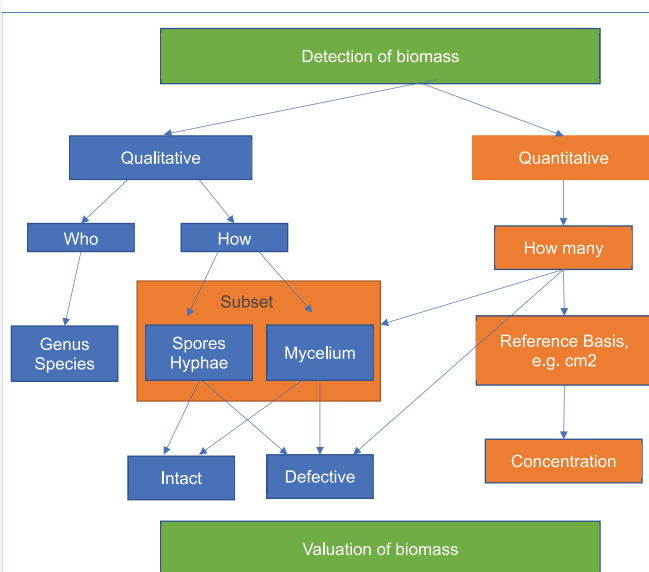 Detection of biomass
Qualitative
Quantitative
Who
How
How many
Subset
Genus
Species
Spores
Hyphae
Mycelium
Reference Basis,
e.g. cm2
Intact
Defective
Concentration
Valuation of biomass